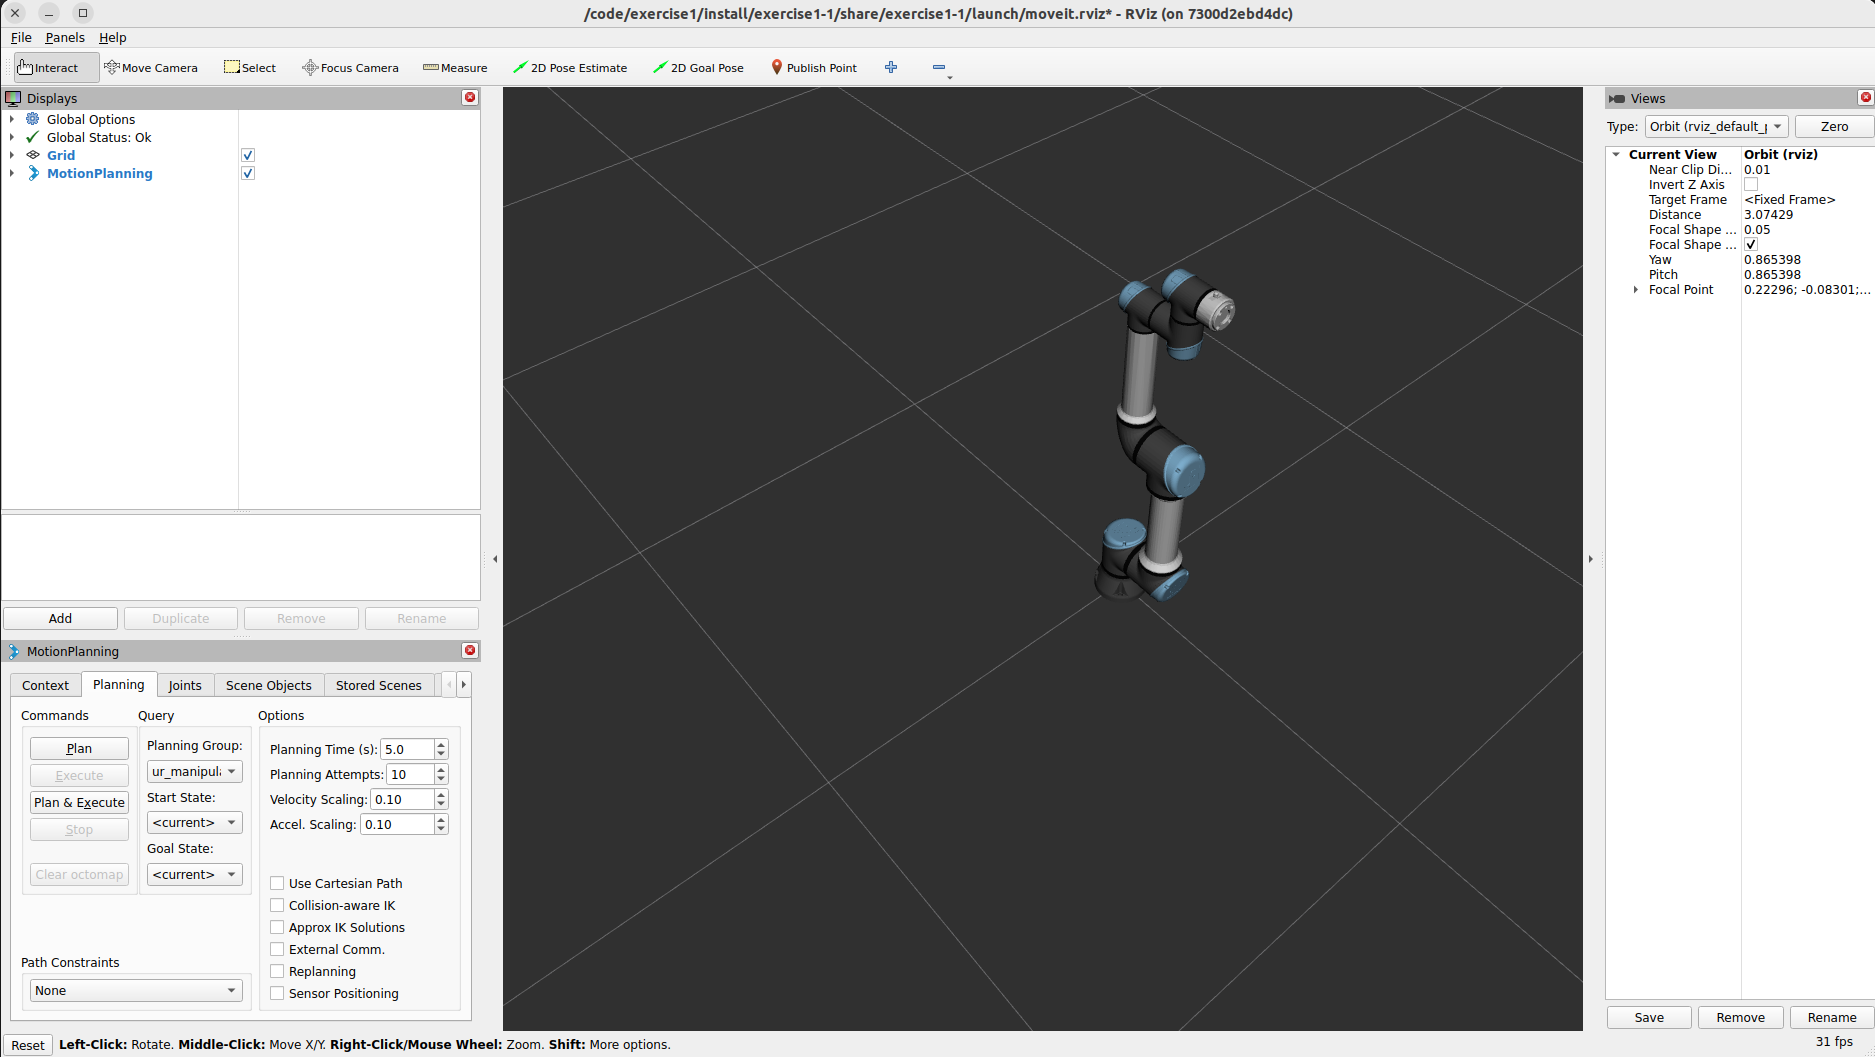 /code/exercise1/install/exercise1-1/share/exercise1-1/launch/moveit.rviz* - RViz (on 7300d2ebd4dc)
File Panels Help
Interact Move Camera Select Focus Camera Measure 2D Pose Estimate 2D Goal Pose Publish Point
Displays
Global Options
Global Status: Ok
Grid
MotionPlanning
Add Duplicate Remove Rename
MotionPlanning
Context Planning Joints Scene Objects Stored Scenes
Commands Query Options
Plan
Execute
Plan & Execute
Stop
Clear octomap
Planning Group:
ur_manipula
Start State:
<current>
Goal State:
<current>
Planning Time (s): 5.0
Planning Attempts: 10
Velocity Scaling: 0.10
Accel. Scaling: 0.10
Use Cartesian Path
Collision-aware IK
Approx IK Solutions
External Comm.
Replanning
Sensor Positioning
Path Constraints
None
Views
Type: Orbit (rviz_default_p Zero
Current View Orbit (rviz)
Near Clip Di... 0.01
Invert Z Axis
Target Frame <Fixed Frame>
Distance 3.07429
Focal Shape ... 0.05
Focal Shape ...
Yaw 0.865398
Pitch 0.865398
Focal Point 0.22296; -0.08301;...
Save Remove Rename
Reset Left-Click: Rotate. Middle-Click: Move X/Y. Right-Click/Mouse Wheel: Zoom. Shift: More options.
31 fps